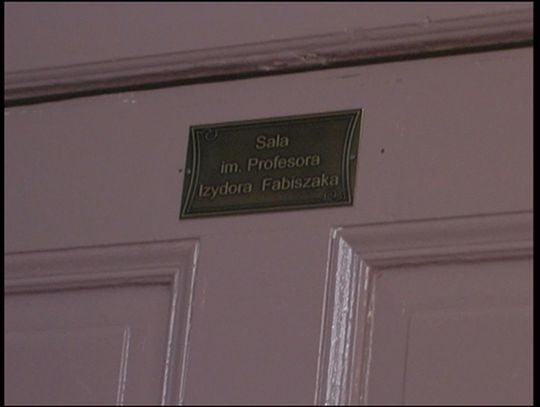 Sala
im. Profesora
Izydora Fabiszaka